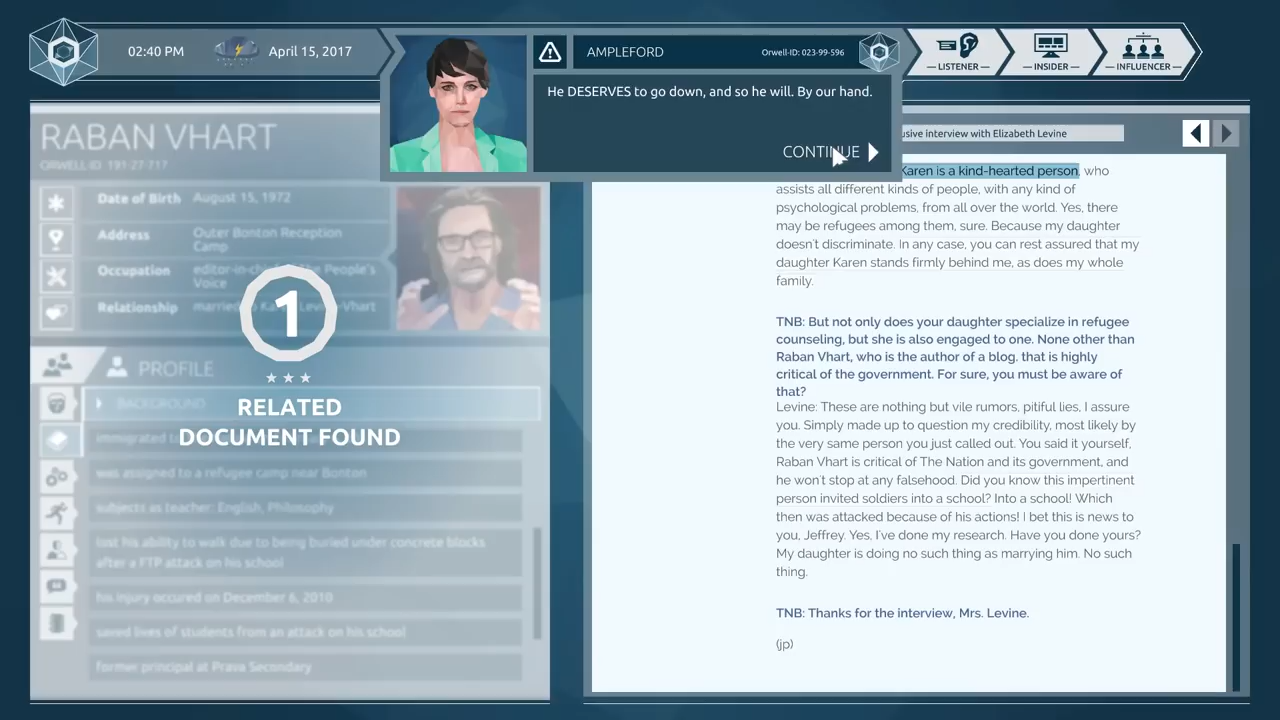 02:40 PM
April 15, 2017
AMPLEFORD
Orwell-ID: 023-99-596
He DESERVES to go down, and so he will. By our hand.
CONTINUE
— LISTENER —
— INSIDER —
— INFLUENCER —
RABAN VHART
ORWELL ID 191-27-717
Date of Birth August 15, 1972
Address Outer Bonton Reception
Camp
Occupation editor-in-chief of The People's
Voice
Relationship married to Karen Levine-Vhart
PROFILE
BACKGROUND
1
RELATED
DOCUMENT FOUND
immigrated
was assigned to a refugee camp near Bonton
subjects as teacher: English, Philosophy
lost his ability to walk due to being buried under concrete blocks
after a FTP attack on his school
his injury occured on December 6, 2010
saved lives of students from an attack on his school
former principal at Prava Secondary
usive interview with Elizabeth Levine
Karen is a kind-hearted person, who
assists all different kinds of people, with any kind of
psychological problems, from all over the world. Yes, there
may be refugees among them, sure. Because my daughter
doesn't discriminate. In any case, you can rest assured that my
daughter Karen stands firmly behind me, as does my whole
family.
TNB: But not only does your daughter specialize in refugee
counseling, but she is also engaged to one. None other than
Raban Vhart, who is the author of a blog. that is highly
critical of the government. For sure, you must be aware of
that?
Levine: These are nothing but vile rumors, pitiful lies, I assure
you. Simply made up to question my credibility, most likely by
the very same person you just called out. You said it yourself,
Raban Vhart is critical of The Nation and its government, and
he won't stop at any falsehood. Did you know this impertinent
person invited soldiers into a school? Into a school! Which
then was attacked because of his actions! I bet this is news to
you, Jeffrey. Yes, I've done my research. Have you done yours?
My daughter is doing no such thing as marrying him. No such
thing.
TNB: Thanks for the interview, Mrs. Levine.
(jp)